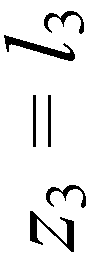 z₃ = l₃